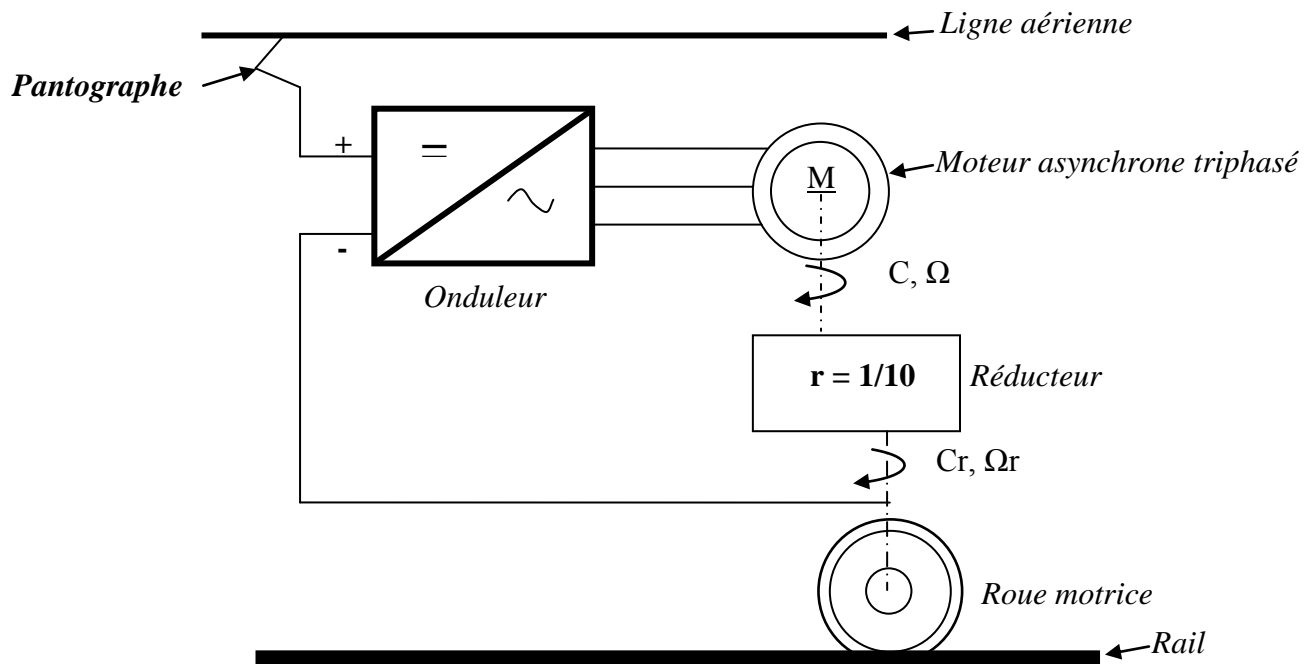 Ligne aérienne
Pantographe
+
=
Moteur asynchrone triphasé
M
-
C, Ω
Onduleur
r = 1/10
Réducteur
Cr, Ωr
Roue motrice
Rail